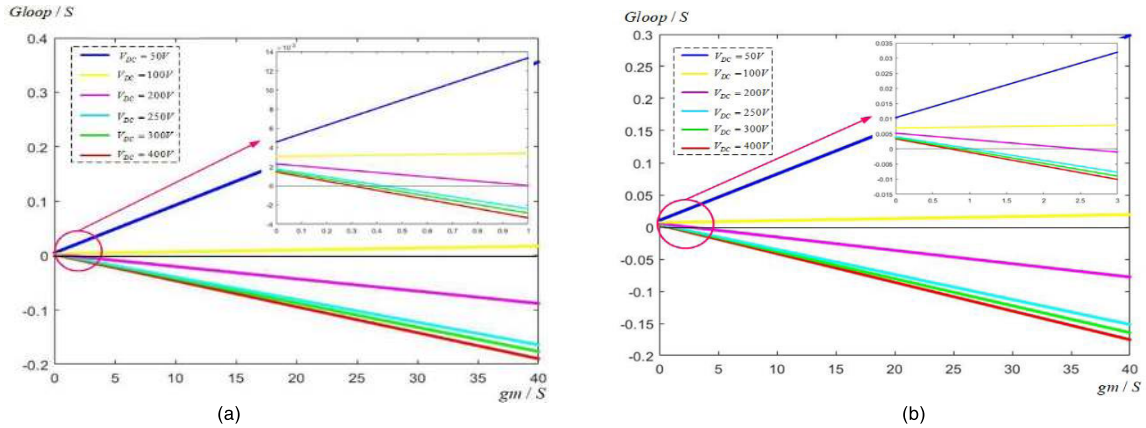 Gloop / S
0.4
0.3
0.2
0.1
0
-0.1
-0.2
0 5 10 15 20 25 30 35 40
gm / S
V_DC = 50V
V_DC = 100V
V_DC = 200V
V_DC = 250V
V_DC = 300V
V_DC = 400V
14
12
10
8
6
4
2
0
-2
-4
0 0.1 0.2 0.3 0.4 0.5 0.6 0.7 0.8 0.9 1
(a)
Gloop / S
0.3
0.25
0.2
0.15
0.1
0.05
0
-0.05
-0.1
-0.15
-0.2
0 5 10 15 20 25 30 35 40
gm / S
V_DC = 50V
V_DC = 100V
V_DC = 200V
V_DC = 250V
V_DC = 300V
V_DC = 400V
0.035
0.03
0.025
0.02
0.015
0.01
0.005
0
-0.005
-0.01
-0.015
0 0.5 1 1.5 2 2.5 3
(b)